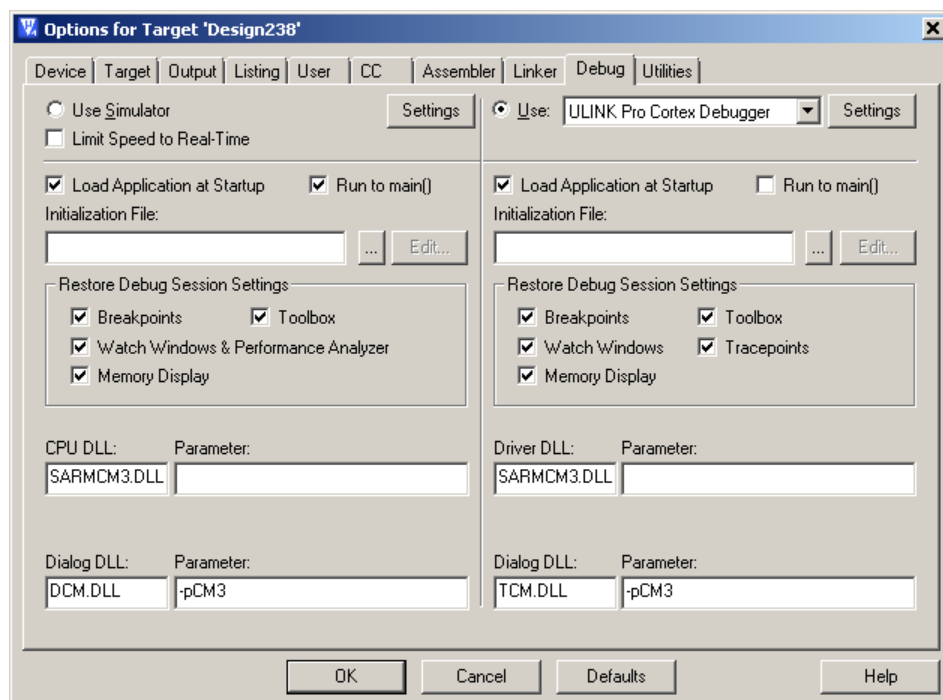 Options for Target 'Design238'
Device Target Output Listing User CC Assembler Linker Debug Utilities
Use Simulator Settings
Limit Speed to Real-Time
Use: ULINK Pro Cortex Debugger Settings
Load Application at Startup Run to main()
Initialization File:
... Edit...
Restore Debug Session Settings
Breakpoints Toolbox
Watch Windows & Performance Analyzer
Memory Display
CPU DLL: Parameter:
SARMCM3.DLL
Dialog DLL: Parameter:
DCM.DLL -pCM3
Load Application at Startup Run to main()
Initialization File:
... Edit...
Restore Debug Session Settings
Breakpoints Toolbox
Watch Windows Tracepoints
Memory Display
Driver DLL: Parameter:
SARMCM3.DLL
Dialog DLL: Parameter:
TCM.DLL -pCM3
OK Cancel Defaults Help